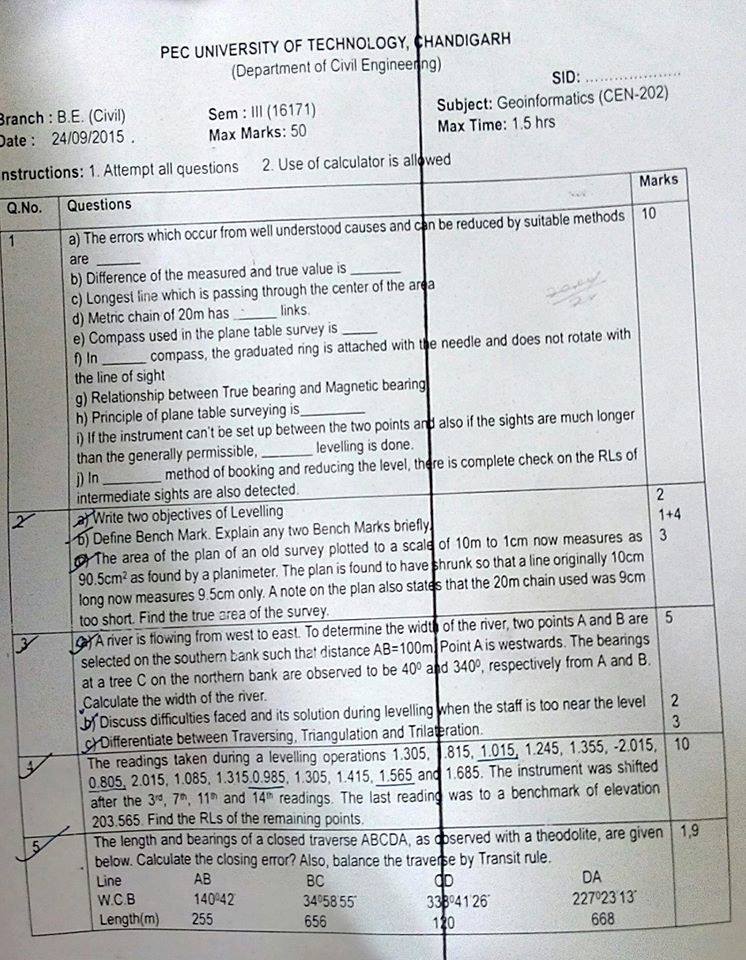 PEC UNIVERSITY OF TECHNOLOGY, CHANDIGARH
(Department of Civil Engineering)
SID: ....................
Branch : B.E. (Civil) Sem : III (16171) Subject: Geoinformatics (CEN-202)
Date : 24/09/2015 . Max Marks: 50 Max Time: 1.5 hrs
nstructions: 1. Attempt all questions 2. Use of calculator is allowed
Q.No. Questions Marks
1 a) The errors which occur from well understood causes and can be reduced by suitable methods 10
are ______
b) Difference of the measured and true value is ______
c) Longest line which is passing through the center of the area
d) Metric chain of 20m has ______ links.
e) Compass used in the plane table survey is ____
f) In ______ compass, the graduated ring is attached with the needle and does not rotate with
the line of sight
g) Relationship between True bearing and Magnetic bearing
h) Principle of plane table surveying is________
i) If the instrument can't be set up between the two points and also if the sights are much longer
than the generally permissible, ______ levelling is done.
j) In ________ method of booking and reducing the level, there is complete check on the RLs of
intermediate sights are also detected.
2 a) Write two objectives of Levelling 2
b) Define Bench Mark. Explain any two Bench Marks briefly. 1+4
c) The area of the plan of an old survey plotted to a scale of 10m to 1cm now measures as 3
90.5cm² as found by a planimeter. The plan is found to have shrunk so that a line originally 10cm
long now measures 9.5cm only. A note on the plan also states that the 20m chain used was 9cm
too short. Find the true area of the survey.
3 a) A river is flowing from west to east. To determine the width of the river, two points A and B are 5
selected on the southern bank such that distance AB=100m. Point A is westwards. The bearings
at a tree C on the northern bank are observed to be 40⁰ and 340⁰, respectively from A and B.
Calculate the width of the river.
b) Discuss difficulties faced and its solution during levelling when the staff is too near the level 2
c) Differentiate between Traversing, Triangulation and Trilateration. 3
4 The readings taken during a levelling operations 1.305, .815, 1.015, 1.245, 1.355, -2.015, 10
0.805, 2.015, 1.085, 1.315,0.985, 1.305, 1.415, 1.565 and 1.685. The instrument was shifted
after the 3rd, 7th, 11th and 14th readings. The last reading was to a benchmark of elevation
203.565. Find the RLs of the remaining points.
5 The length and bearings of a closed traverse ABCDA, as observed with a theodolite, are given 1,9
below. Calculate the closing error? Also, balance the traverse by Transit rule.
Line AB BC CD DA
W.C.B 140⁰42' 34⁰58'55" 338⁰41'26" 227⁰23'13"
Length(m) 255 656 120 668